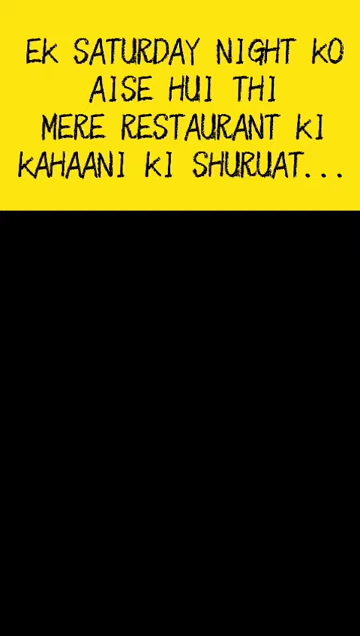 EK SATURDAY NIGHT KO
AISE HUI THI
MERE RESTAURANT KI
KAHAANI KI SHURUAT...